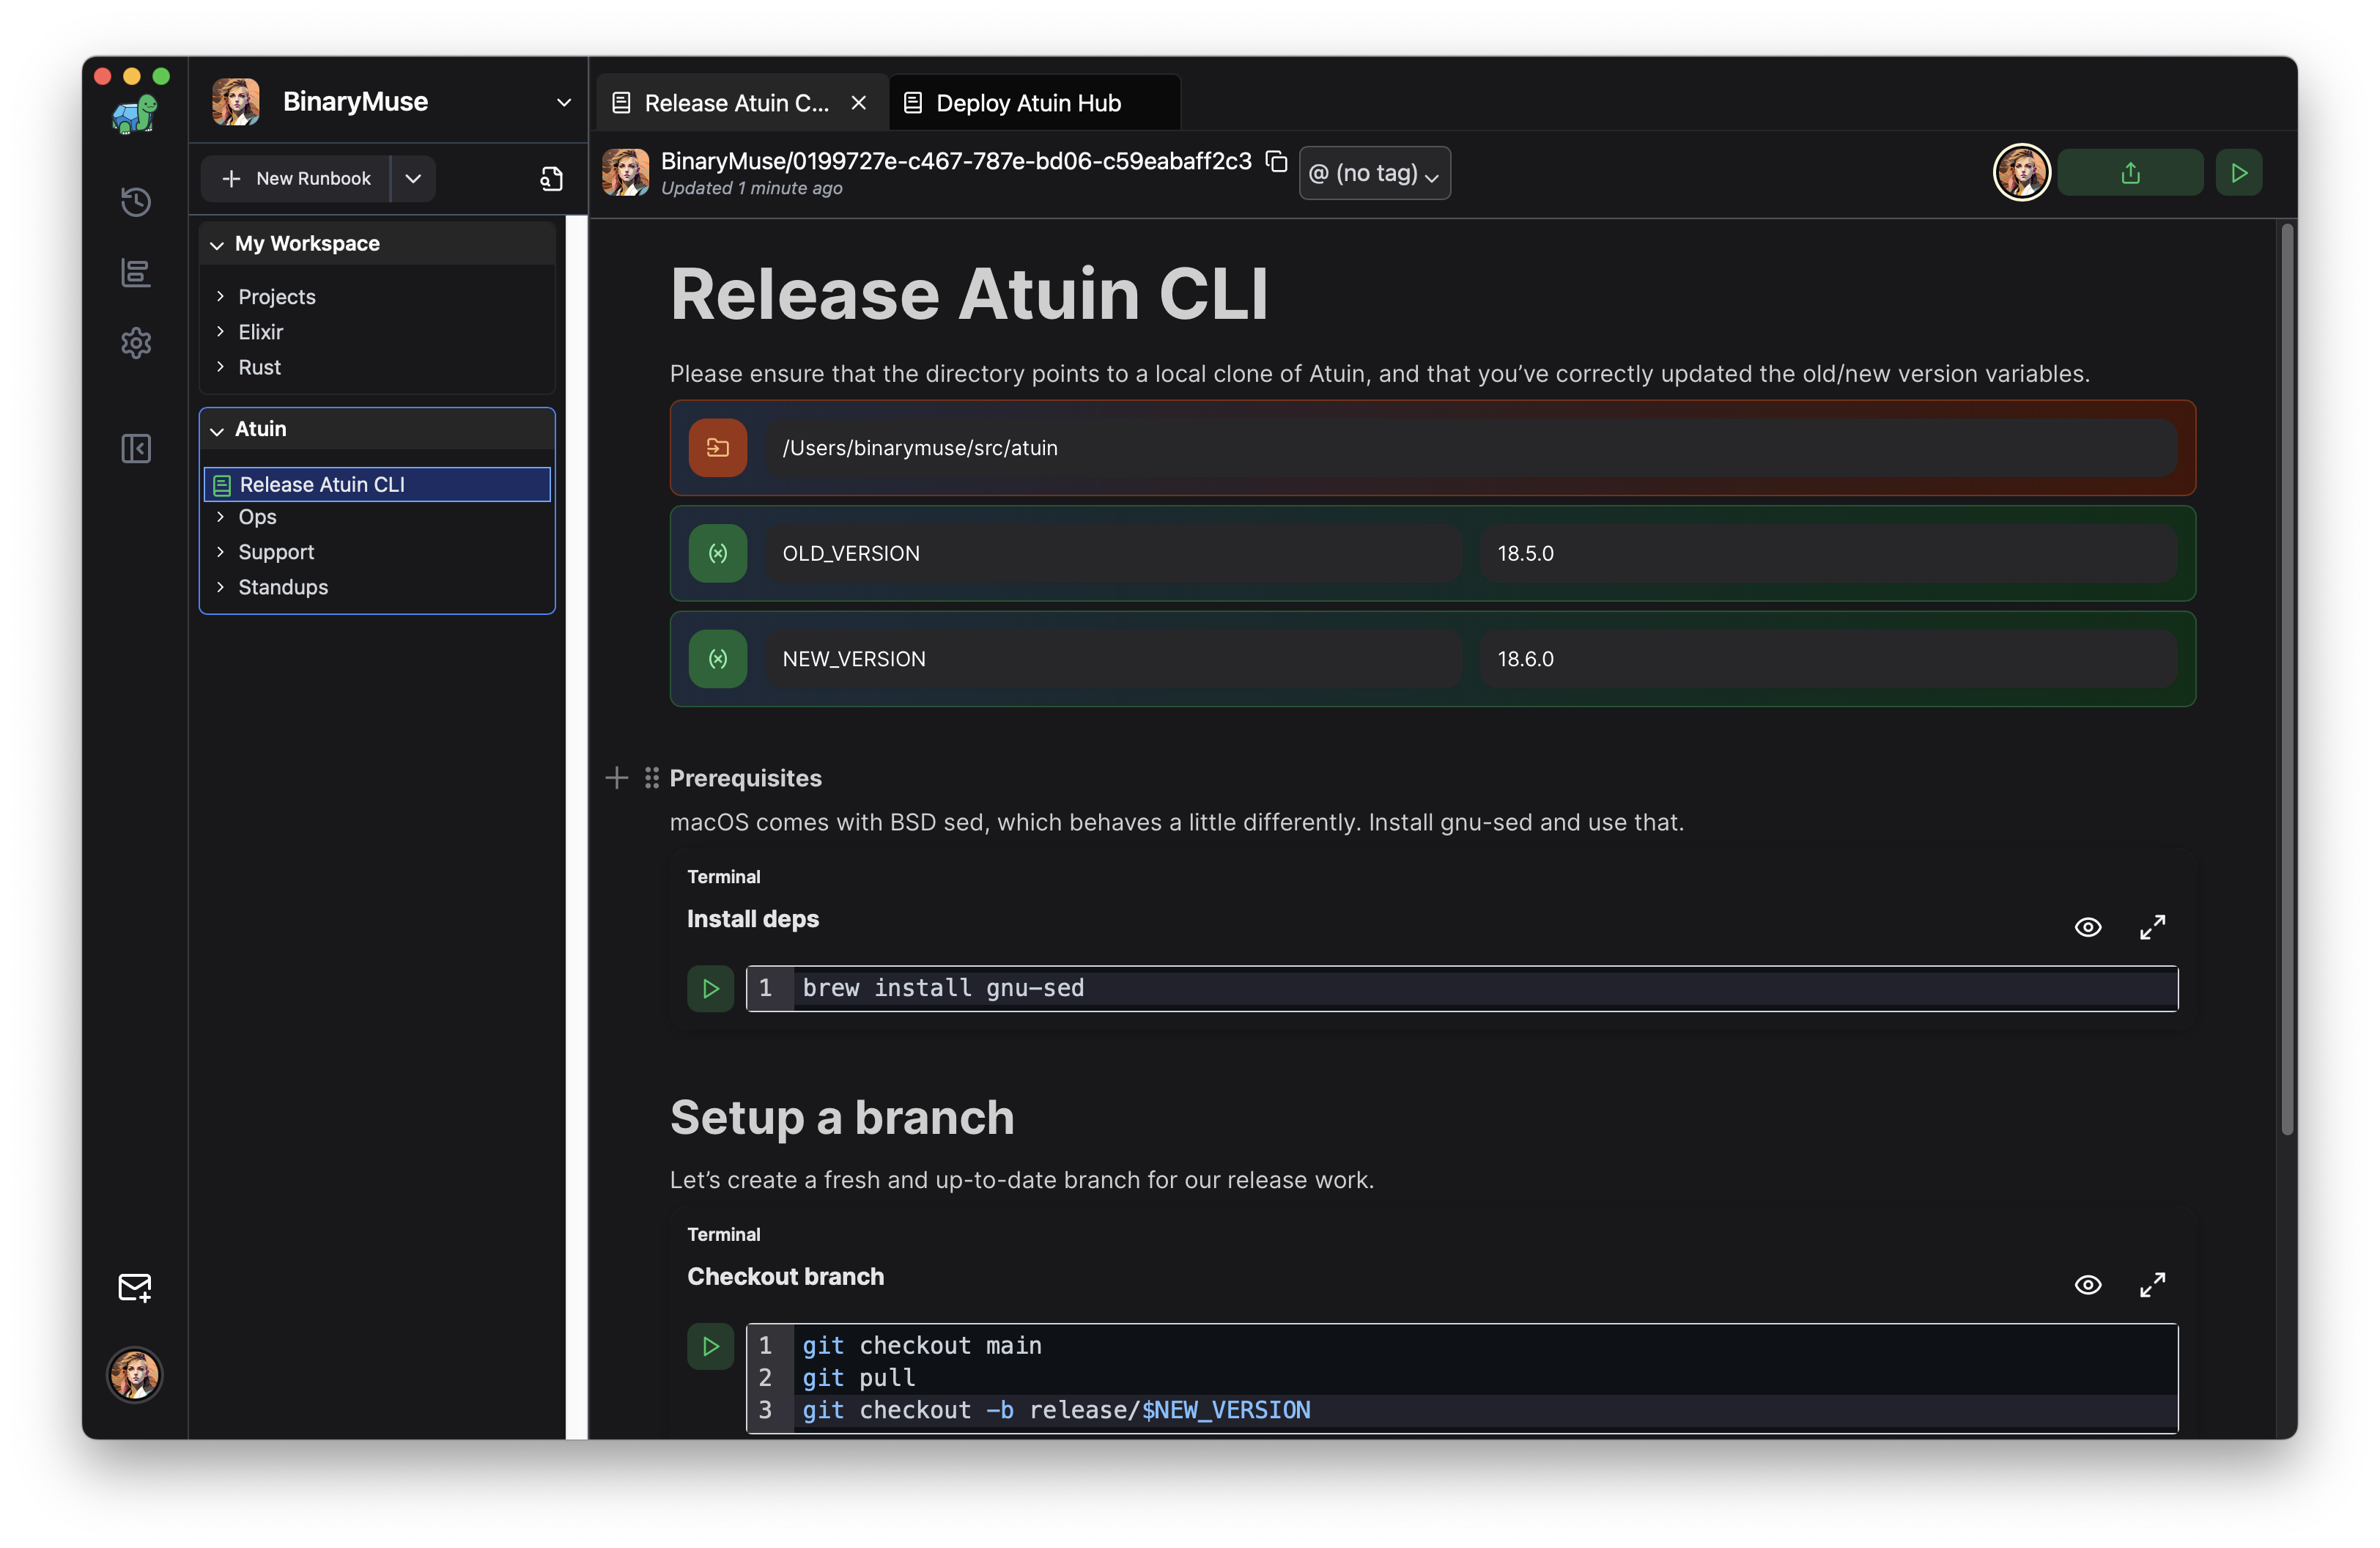 BinaryMuse
New Runbook
My Workspace
Projects
Elixir
Rust
Atuin
Release Atuin CLI
Ops
Support
Standups
Release Atuin C...
Deploy Atuin Hub
BinaryMuse/0199727e-c467-787e-bd06-c59eabaff2c3
Updated 1 minute ago
@ (no tag)
Release Atuin CLI
Please ensure that the directory points to a local clone of Atuin, and that you’ve correctly updated the old/new version variables.
/Users/binarymuse/src/atuin
OLD_VERSION 18.5.0
NEW_VERSION 18.6.0
Prerequisites
macOS comes with BSD sed, which behaves a little differently. Install gnu-sed and use that.
Terminal
Install deps
1 brew install gnu-sed
Setup a branch
Let’s create a fresh and up-to-date branch for our release work.
Terminal
Checkout branch
1 git checkout main
2 git pull
3 git checkout -b release/$NEW_VERSION